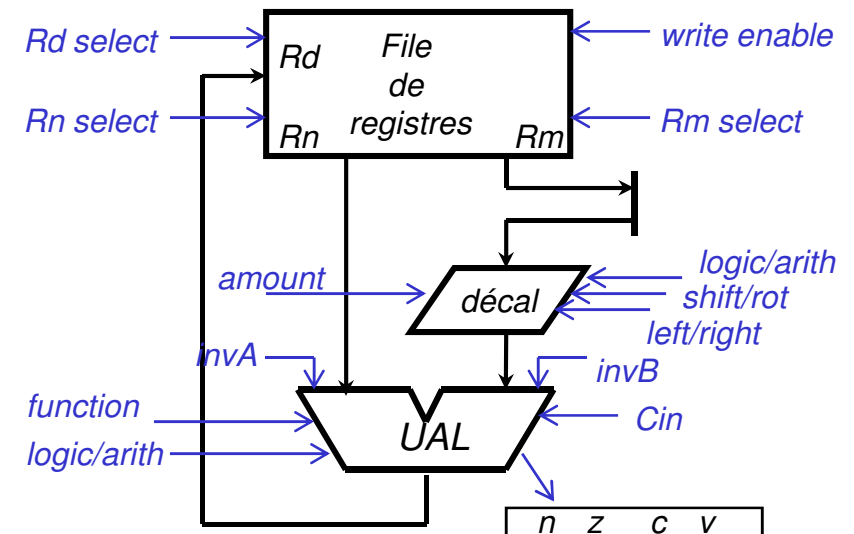 Rd select
File
write enable
Rd
de
Rn select
registres
Rm select
Rn
Rm
logic/arith
amount
décal
shift/rot
left/right
invA
invB
function
UAL
Cin
logic/arith
n z c v